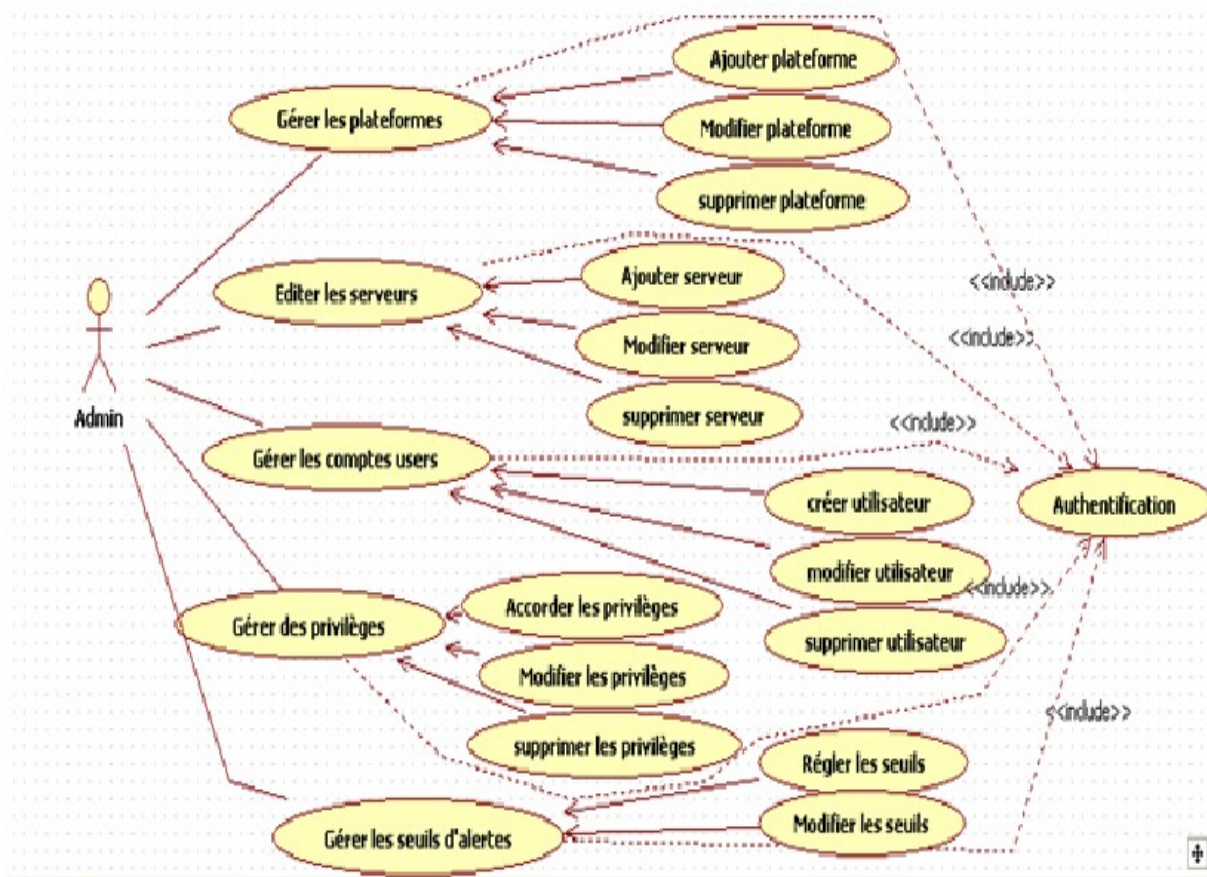 Ajouter plateforme
Gérer les plateformes
Modifier plateforme
supprimer plateforme
Ajouter serveur
<<include>>
Editer les serveurs
Modifier serveur
<<include>>
supprimer serveur
Admin
<<include>>
Gérer les comptes users
créer utilisateur
Authentification
modifier utilisateur
<<include>>
Accorder les privilèges
Gérer des privilèges
supprimer utilisateur
Modifier les privilèges
<<include>>
supprimer les privilèges
Régler les seuils
Modifier les seuils
Gérer les seuils d'alertes